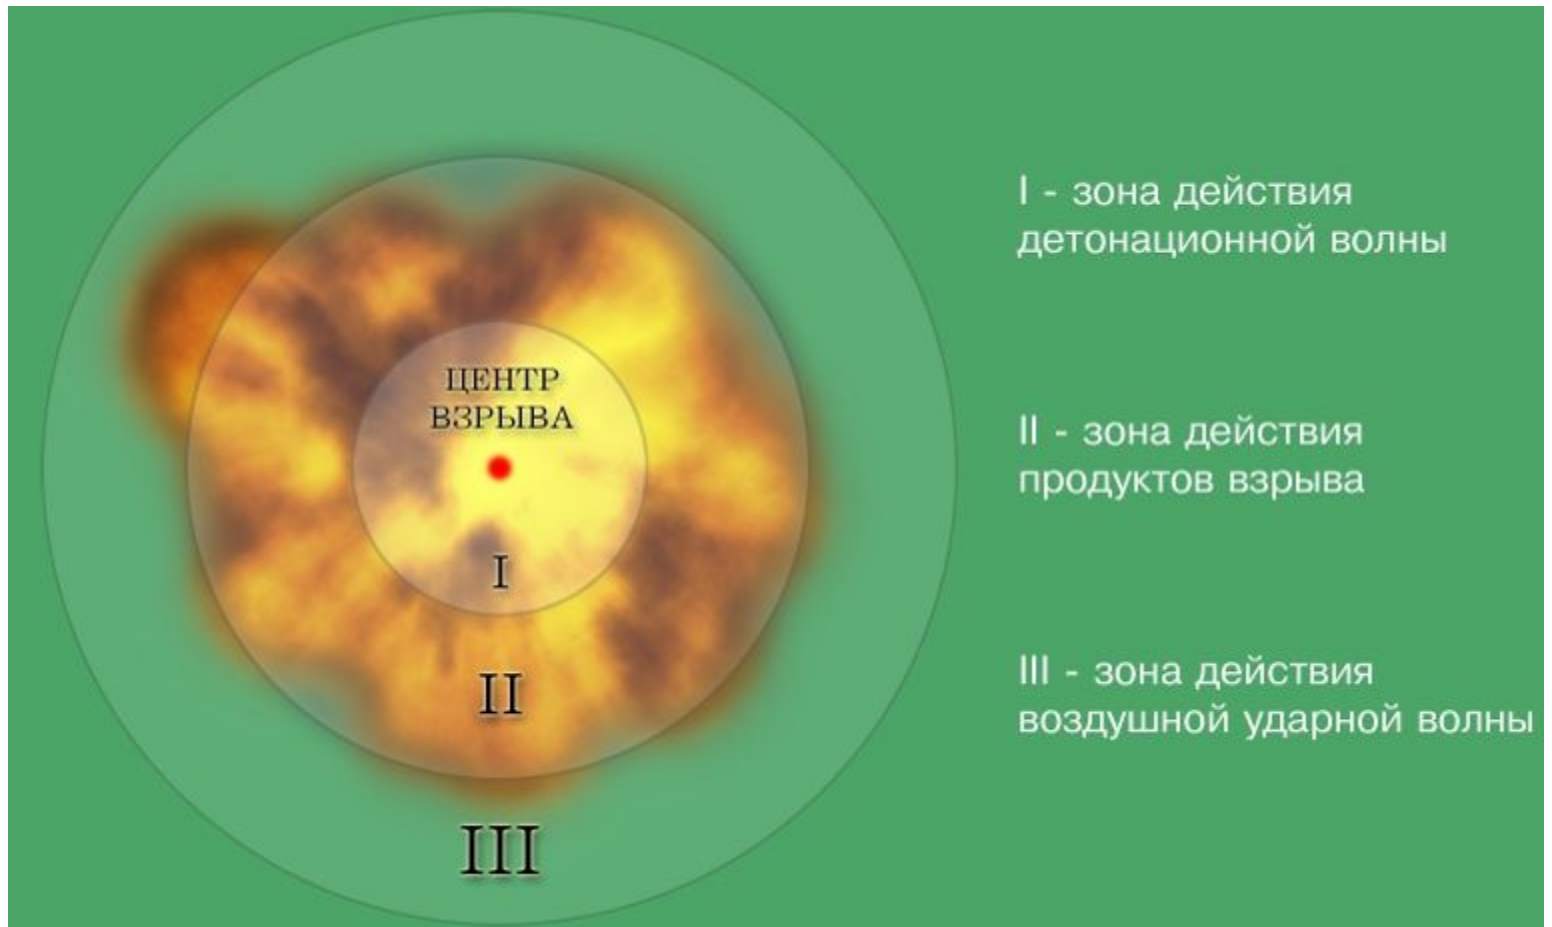 ЦЕНТР
ВЗРЫВА
I
II
III
I - зона действия
детонационной волны
II - зона действия
продуктов взрыва
III - зона действия
воздушной ударной волны